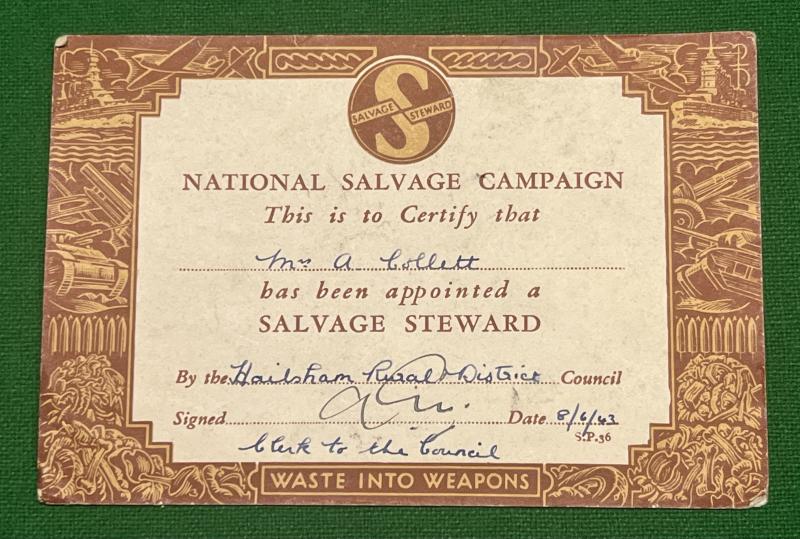 SALVAGE STEWARD
NATIONAL SALVAGE CAMPAIGN
This is to Certify that
Mrs A Collett
has been appointed a
SALVAGE STEWARD
By the Hailsham Rural District Council
Signed Date 8/6/43
S.P.36
Clerk to the Council
WASTE INTO WEAPONS